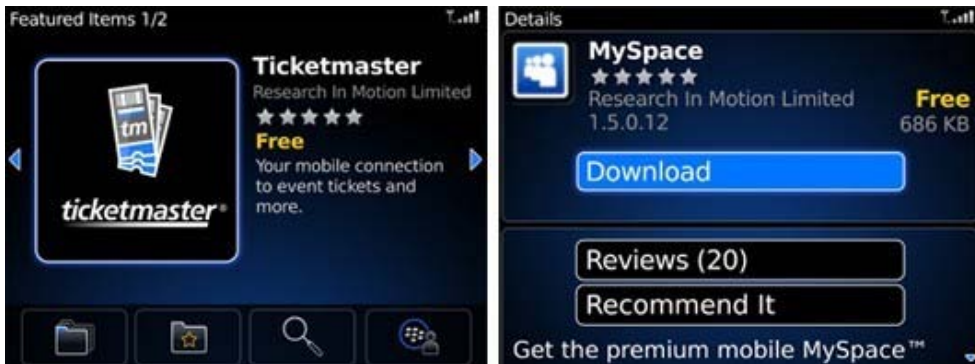 Featured Items 1/2
Ticketmaster
Research In Motion Limited
Free
Your mobile connection
to event tickets and
more.
tm
ticketmaster®
Details
MySpace
Research In Motion Limited
Free
1.5.0.12
686 KB
Download
Reviews (20)
Recommend It
Get the premium mobile MySpace™